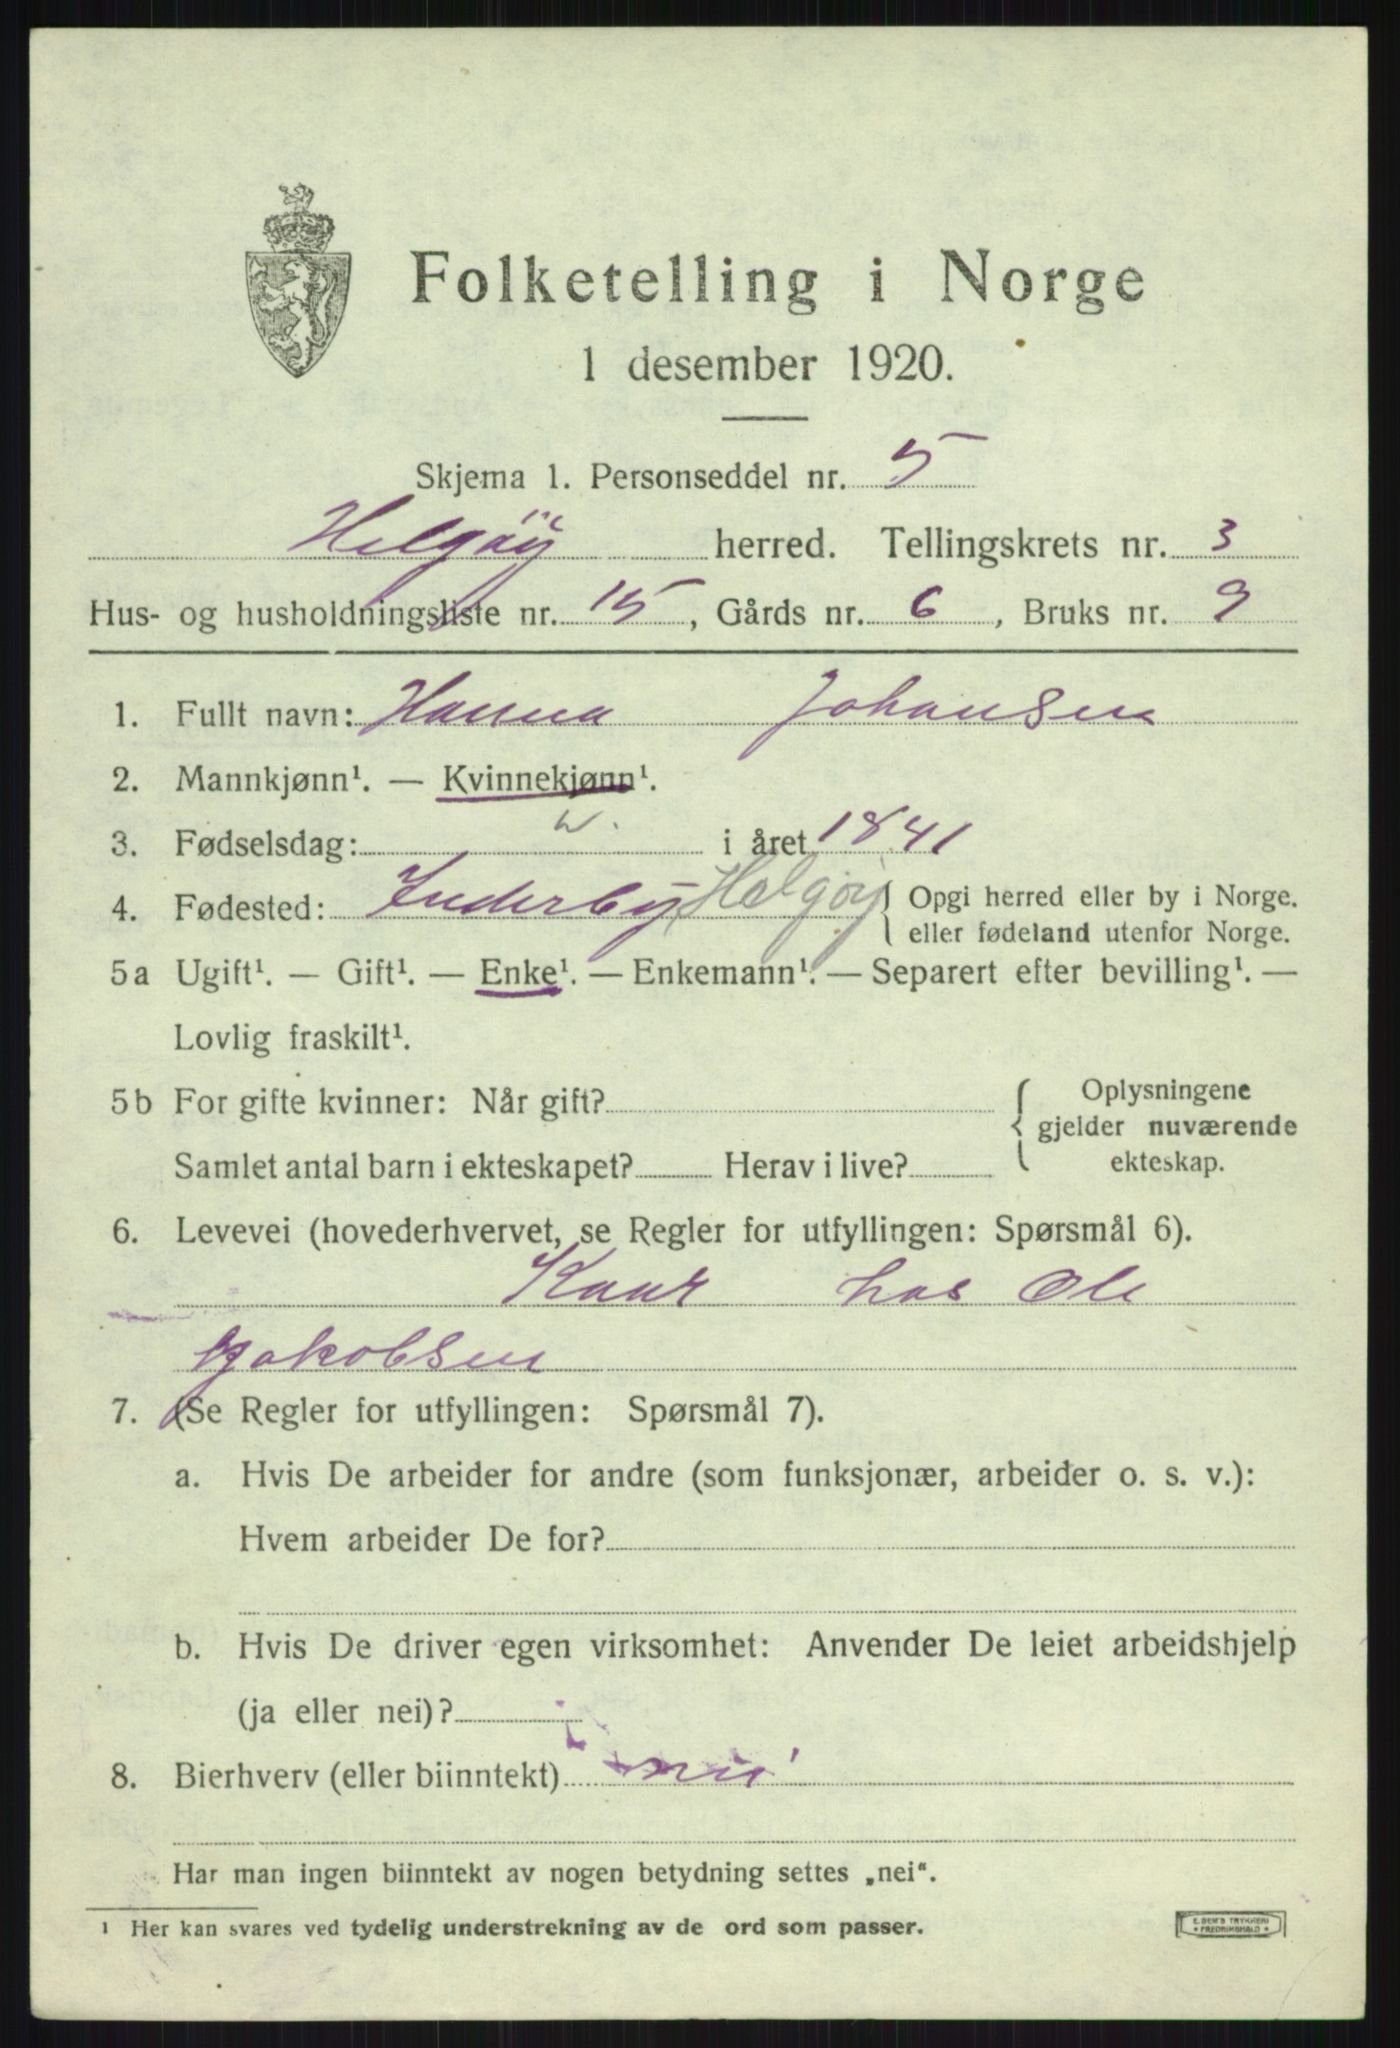 Folketelling i Norge
1 desember 1920.
Skjema 1. Personseddel nr. 5
Helgöy herred. Tellingskrets nr. 3
Hus- og husholdningsliste nr. 15, Gårds nr. 6, Bruks nr. 9
1. Fullt navn: Hanna Johansen
2. Mannkjønn¹. — Kvinnekjønn¹.
3. Fødselsdag: i året 1841
4. Fødested: Inderby Helgøy { Opgi herred eller by i Norge.
eller fødeland utenfor Norge.
5a Ugift¹. — Gift¹. — Enke¹. — Enkemann¹. — Separert efter bevilling¹. —
Lovlig fraskilt¹.
5b For gifte kvinner: Når gift? { Oplysningene
gjelder nuværende
Samlet antal barn i ekteskapet? Herav i live? ekteskap.
6. Levevei (hovederhvervet, se Regler for utfyllingen: Spørsmål 6).
Kaar hos Ole
Jakobsen
7. (Se Regler for utfyllingen: Spørsmål 7).
a. Hvis De arbeider for andre (som funksjonær, arbeider o. s. v.):
Hvem arbeider De for?
b. Hvis De driver egen virksomhet: Anvender De leiet arbeidshjelp
(ja eller nei)?
8. Bierhverv (eller biinntekt) nei
Har man ingen biinntekt av nogen betydning settes „nei“.
¹ Her kan svares ved tydelig understrekning av de ord som passer.
E. SEM'S TRYKKERI
* FREDRIKSHALD *